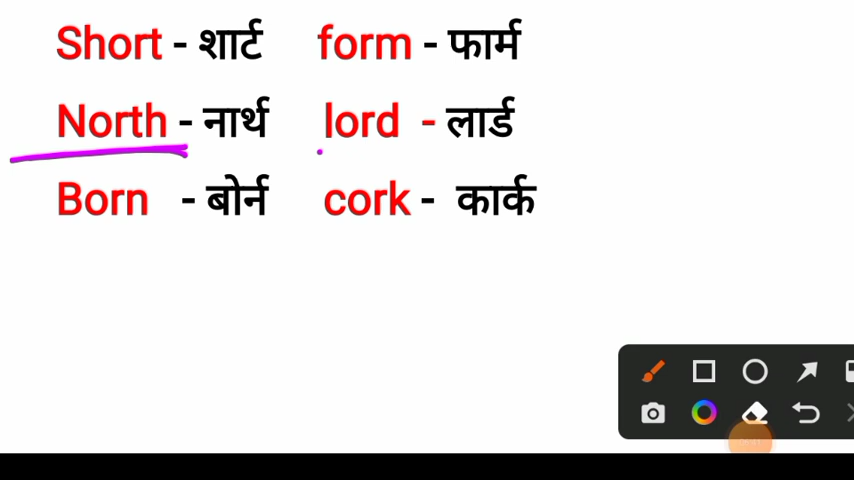 Short - शार्ट form - फार्म
North - नार्थ lord - लार्ड
Born - बोर्न cork - कार्क